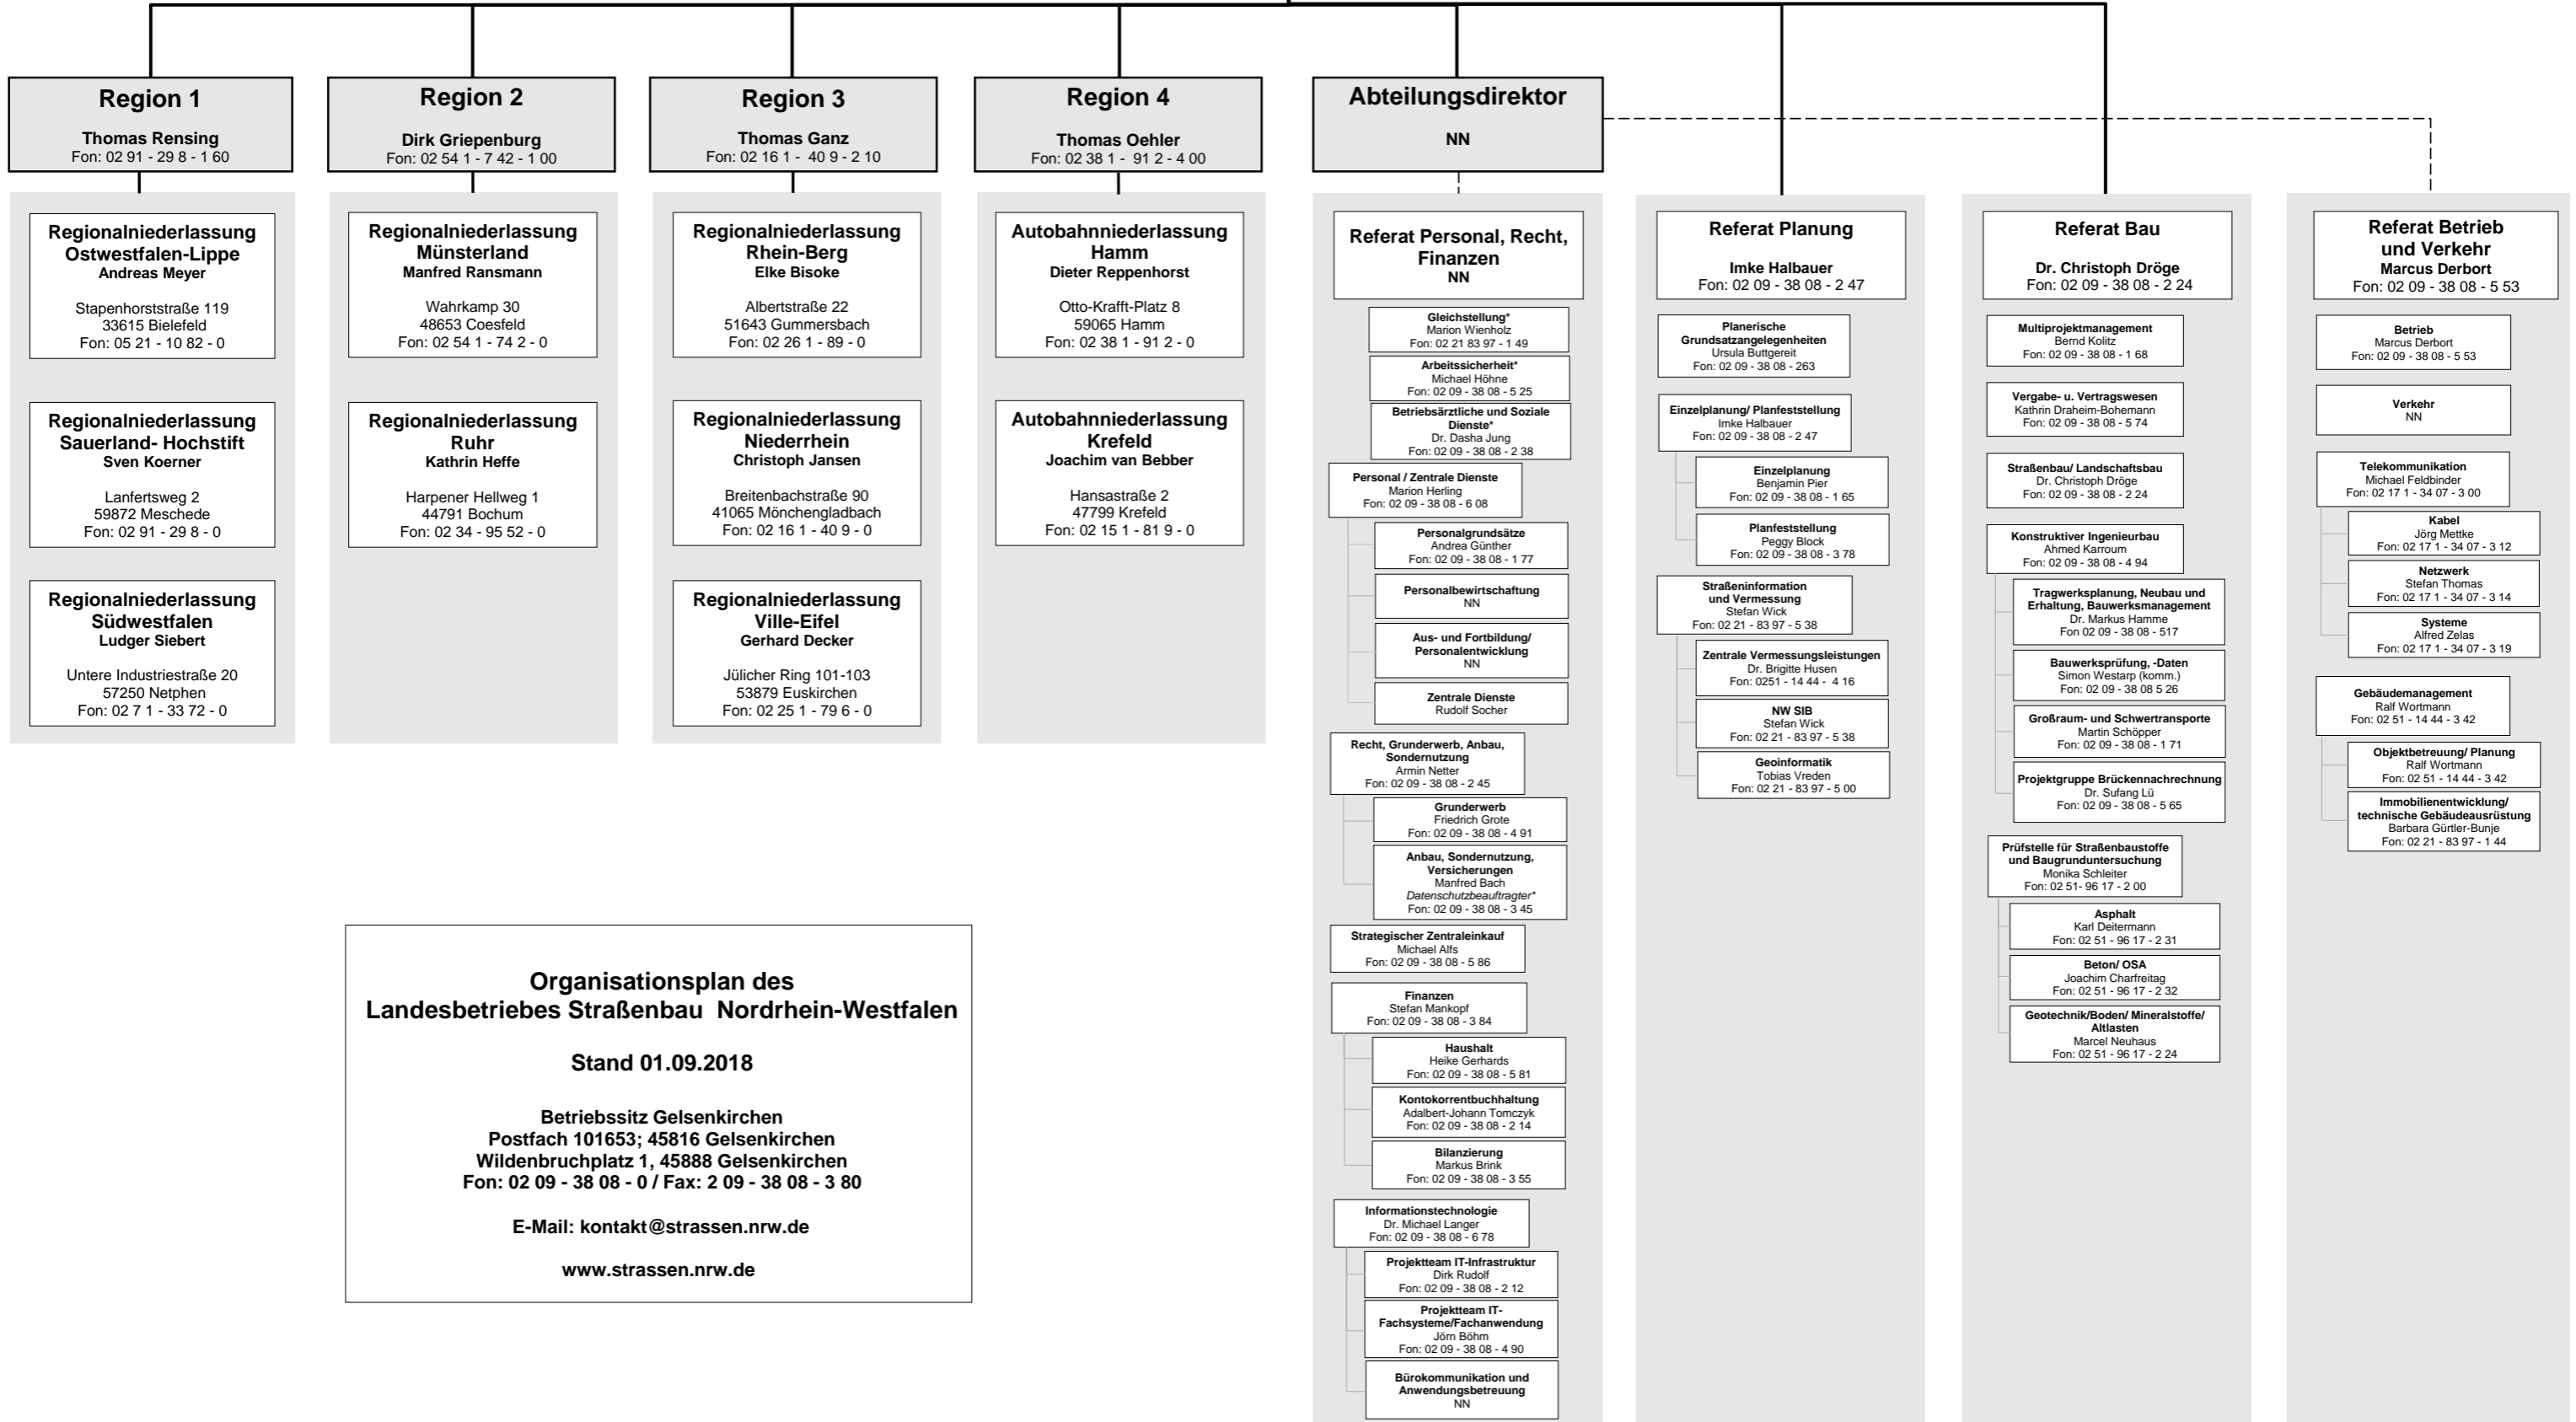 Region 1
Thomas Rensing
Fon: 02 91 - 29 8 - 1 60
Regionalniederlassung
Ostwestfalen-Lippe
Andreas Meyer
Stapenhorststraße 119
33615 Bielefeld
Fon: 05 21 - 10 82 - 0
Regionalniederlassung
Sauerland- Hochstift
Sven Koerner
Lanfertsweg 2
59872 Meschede
Fon: 02 91 - 29 8 - 0
Regionalniederlassung
Südwestfalen
Ludger Siebert
Untere Industriestraße 20
57250 Netphen
Fon: 02 7 1 - 33 72 - 0
Region 2
Dirk Griepenburg
Fon: 02 54 1 - 7 42 - 1 00
Regionalniederlassung
Münsterland
Manfred Ransmann
Wahrkamp 30
48653 Coesfeld
Fon: 02 54 1 - 74 2 - 0
Regionalniederlassung
Ruhr
Kathrin Heffe
Harpener Hellweg 1
44791 Bochum
Fon: 02 34 - 95 52 - 0
Region 3
Thomas Ganz
Fon: 02 16 1 - 40 9 - 2 10
Regionalniederlassung
Rhein-Berg
Elke Bisoke
Albertstraße 22
51643 Gummersbach
Fon: 02 26 1 - 89 - 0
Regionalniederlassung
Niederrhein
Christoph Jansen
Breitenbachstraße 90
41065 Mönchengladbach
Fon: 02 16 1 - 40 9 - 0
Regionalniederlassung
Ville-Eifel
Gerhard Decker
Jülicher Ring 101-103
53879 Euskirchen
Fon: 02 25 1 - 79 6 - 0
Region 4
Thomas Oehler
Fon: 02 38 1 - 91 2 - 4 00
Autobahnniederlassung
Hamm
Dieter Reppenhorst
Otto-Krafft-Platz 8
59065 Hamm
Fon: 02 38 1 - 91 2 - 0
Autobahnniederlassung
Krefeld
Joachim van Bebber
Hansastraße 2
47799 Krefeld
Fon: 02 15 1 - 81 9 - 0
Abteilungsdirektor
NN
Referat Personal, Recht,
Finanzen
NN
Gleichstellung*
Marion Wienholz
Fon: 02 21 83 97 - 1 49
Arbeitssicherheit*
Michael Höhne
Fon: 02 09 - 38 08 - 5 25
Betriebsärztliche und Soziale
Dienste*
Dr. Dasha Jung
Fon: 02 09 - 38 08 - 2 38
Personal / Zentrale Dienste
Marion Herling
Fon: 02 09 - 38 08 - 6 08
Personalgrundsätze
Andrea Günther
Fon: 02 09 - 38 08 - 1 77
Personalbewirtschaftung
NN
Aus- und Fortbildung/
Personalentwicklung
NN
Zentrale Dienste
Rudolf Socher
Recht, Grunderwerb, Anbau,
Sondernutzung
Armin Netter
Fon: 02 09 - 38 08 - 2 45
Grunderwerb
Friedrich Grote
Fon: 02 09 - 38 08 - 4 91
Anbau, Sondernutzung,
Versicherungen
Manfred Bach
Datenschutzbeauftragter*
Fon: 02 09 - 38 08 - 3 45
Strategischer Zentraleinkauf
Michael Alfs
Fon: 02 09 - 38 08 - 5 86
Finanzen
Stefan Mankopf
Fon: 02 09 - 38 08 - 3 84
Haushalt
Heike Gerhards
Fon: 02 09 - 38 08 - 5 81
Kontokorrentbuchhaltung
Adalbert-Johann Tomczyk
Fon: 02 09 - 38 08 - 2 14
Bilanzierung
Markus Brink
Fon: 02 09 - 38 08 - 3 55
Informationstechnologie
Dr. Michael Langer
Fon: 02 09 - 38 08 - 6 78
Projektteam IT-Infrastruktur
Dirk Rudolf
Fon: 02 09 - 38 08 - 2 12
Projektteam IT-
Fachsysteme/Fachanwendung
Jörn Böhm
Fon: 02 09 - 38 08 - 4 90
Bürokommunikation und
Anwendungsbetreuung
NN
Referat Planung
Imke Halbauer
Fon: 02 09 - 38 08 - 2 47
Planerische
Grundsatzangelegenheiten
Ursula Buttgereit
Fon: 02 09 - 38 08 - 263
Einzelplanung/ Planfeststellung
Imke Halbauer
Fon: 02 09 - 38 08 - 2 47
Einzelplanung
Benjamin Pier
Fon: 02 09 - 38 08 - 1 65
Planfeststellung
Peggy Block
Fon: 02 09 - 38 08 - 3 78
Straßeninformation
und Vermessung
Stefan Wick
Fon: 02 21 - 83 97 - 5 38
Zentrale Vermessungsleistungen
Dr. Brigitte Husen
Fon: 0251 - 14 44 - 4 16
NW SIB
Stefan Wick
Fon: 02 21 - 83 97 - 5 38
Geoinformatik
Tobias Vreden
Fon: 02 21 - 83 97 - 5 00
Referat Bau
Dr. Christoph Dröge
Fon: 02 09 - 38 08 - 2 24
Multiprojektmanagement
Bernd Kolitz
Fon: 02 09 - 38 08 - 1 68
Vergabe- u. Vertragswesen
Kathrin Draheim-Bohemann
Fon: 02 09 - 38 08 - 5 74
Straßenbau/ Landschaftsbau
Dr. Christoph Dröge
Fon: 02 09 - 38 08 - 2 24
Konstruktiver Ingenieurbau
Ahmed Karroum
Fon: 02 09 - 38 08 - 4 94
Tragwerksplanung, Neubau und
Erhaltung, Bauwerksmanagement
Dr. Markus Hamme
Fon 02 09 - 38 08 - 517
Bauwerksprüfung, -Daten
Simon Westarp (komm.)
Fon: 02 09 - 38 08 5 26
Großraum- und Schwertransporte
Martin Schöpper
Fon: 02 09 - 38 08 - 1 71
Projektgruppe Brückennachrechnung
Dr. Sufang Lü
Fon: 02 09 - 38 08 - 5 65
Prüfstelle für Straßenbaustoffe
und Baugrunduntersuchung
Monika Schleiter
Fon: 02 51- 96 17 - 2 00
Asphalt
Karl Deitermann
Fon: 02 51 - 96 17 - 2 31
Beton/ OSA
Joachim Charfreitag
Fon: 02 51 - 96 17 - 2 32
Geotechnik/Boden/ Mineralstoffe/
Altlasten
Marcel Neuhaus
Fon: 02 51 - 96 17 - 2 24
Referat Betrieb
und Verkehr
Marcus Derbort
Fon: 02 09 - 38 08 - 5 53
Betrieb
Marcus Derbort
Fon: 02 09 - 38 08 - 5 53
Verkehr
NN
Telekommunikation
Michael Feldbinder
Fon: 02 17 1 - 34 07 - 3 00
Kabel
Jörg Mettke
Fon: 02 17 1 - 34 07 - 3 12
Netzwerk
Stefan Thomas
Fon: 02 17 1 - 34 07 - 3 14
Systeme
Alfred Zelas
Fon: 02 17 1 - 34 07 - 3 19
Gebäudemanagement
Ralf Wortmann
Fon: 02 51 - 14 44 - 3 42
Objektbetreuung/ Planung
Ralf Wortmann
Fon: 02 51 - 14 44 - 3 42
Immobilienentwicklung/
technische Gebäudeausrüstung
Barbara Gürtler-Bunje
Fon: 02 21 - 83 97 - 1 44
Organisationsplan des
Landesbetriebes Straßenbau Nordrhein-Westfalen
Stand 01.09.2018
Betriebssitz Gelsenkirchen
Postfach 101653; 45816 Gelsenkirchen
Wildenbruchplatz 1, 45888 Gelsenkirchen
Fon: 02 09 - 38 08 - 0 / Fax: 2 09 - 38 08 - 3 80
E-Mail: kontakt@strassen.nrw.de
www.strassen.nrw.de